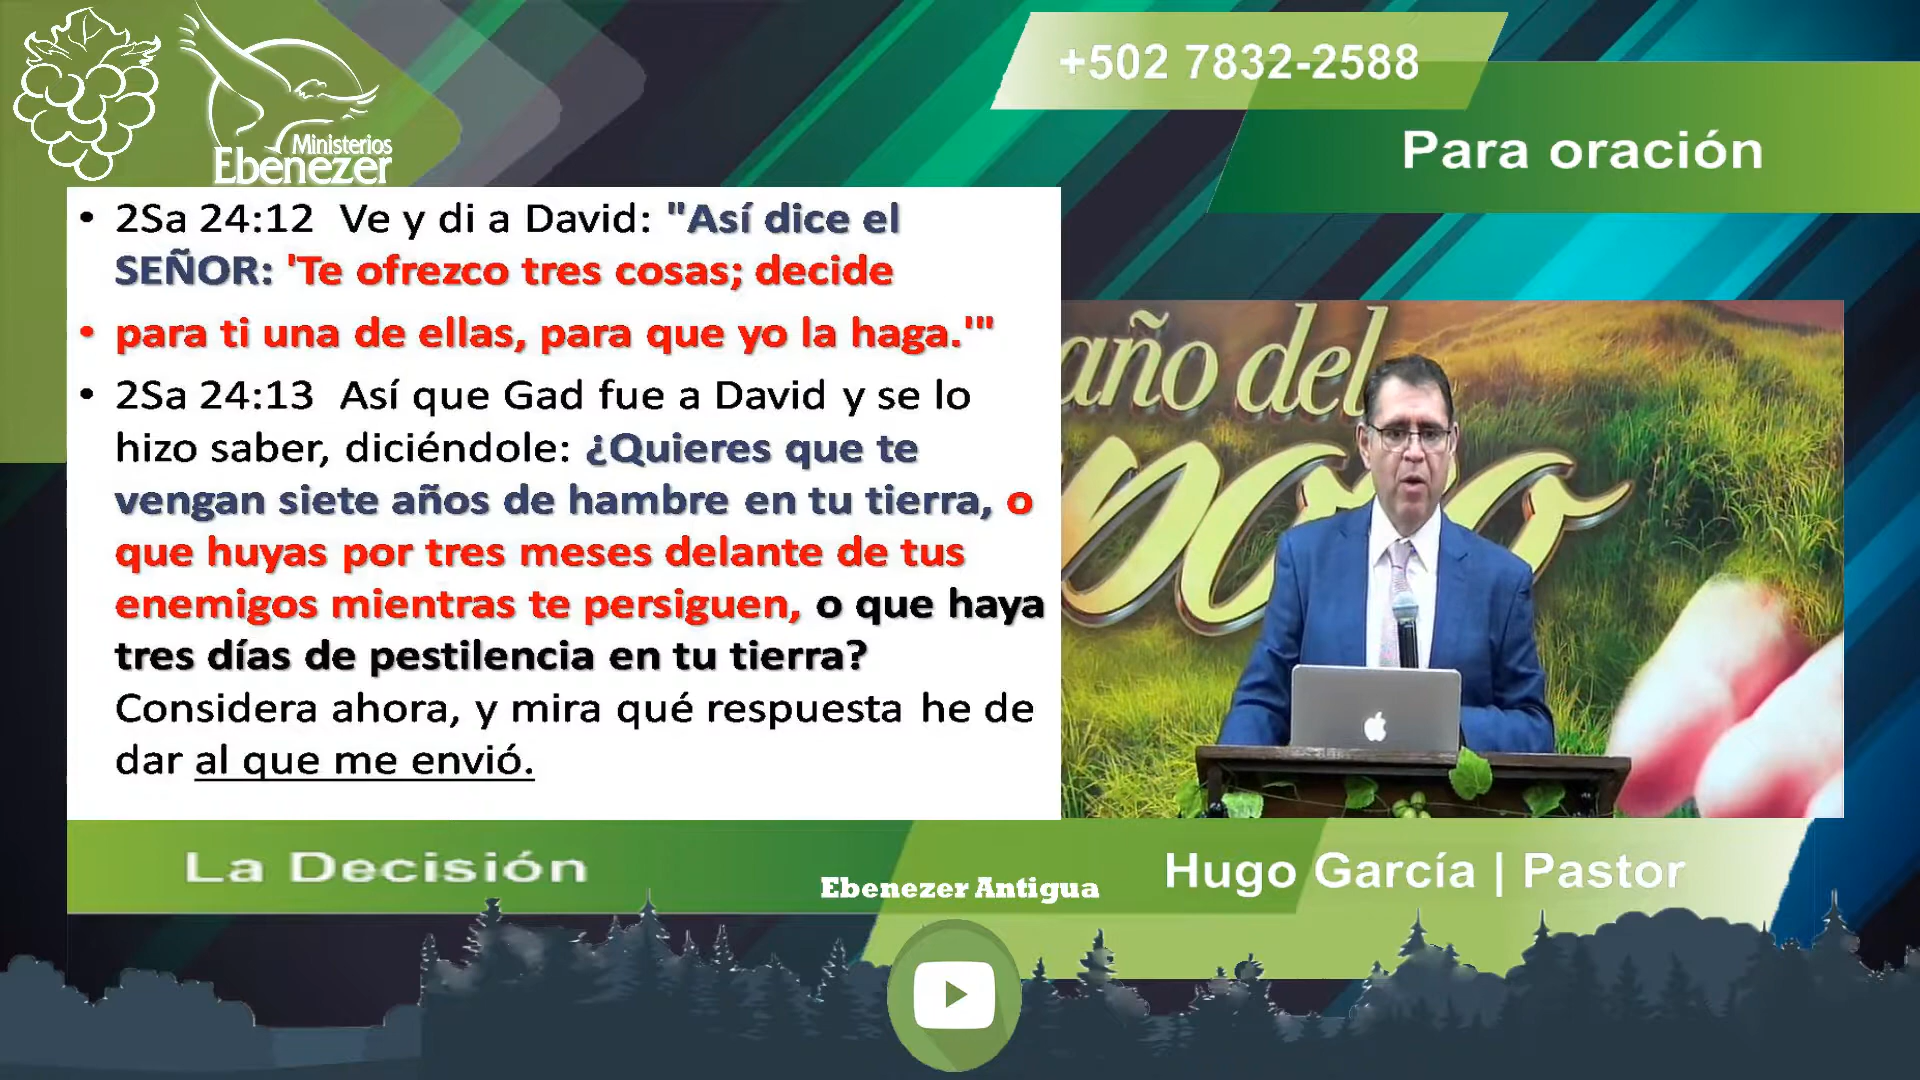 +502 7832-2588
Para oración
Ministerios
Ebenezer
• 2Sa 24:12 Ve y di a David: "Así dice el
SEÑOR: 'Te ofrezco tres cosas; decide
• para ti una de ellas, para que yo la haga.'"
• 2Sa 24:13 Así que Gad fue a David y se lo
hizo saber, diciéndole: ¿Quieres que te
vengan siete años de hambre en tu tierra, o
que huyas por tres meses delante de tus
enemigos mientras te persiguen, o que haya
tres días de pestilencia en tu tierra?
Considera ahora, y mira qué respuesta he de
dar al que me envió.
año del
La Decisión
Ebenezer Antigua
Hugo García | Pastor